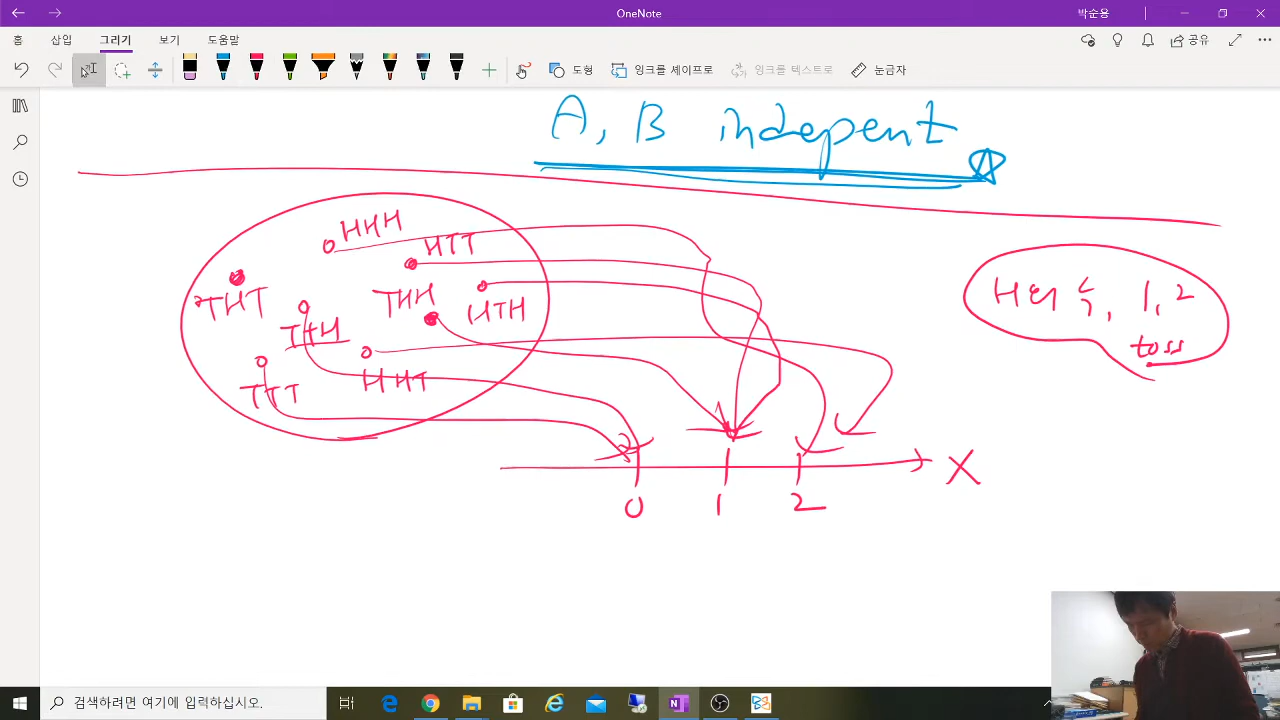 OneNote
박순용
홈 삽입 그리기 보기 도움말
공유
도형 잉크를 셰이프로 잉크를 텍스트로 눈금자
A, B indepent
HHH
HTT
THT
THH
HTH
TTH
HHT
TTT
H의 수, 1, 2
toss
X
0 1 2
검색하려면 여기에 입력하십시오.